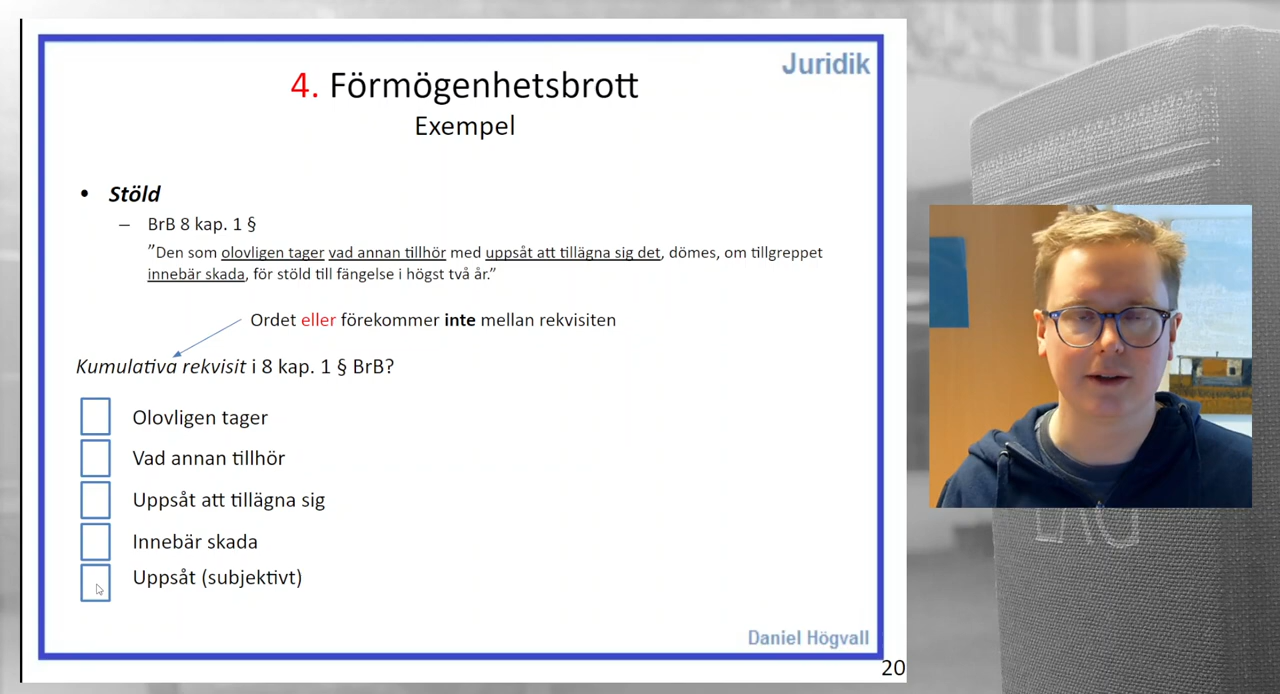 Juridik
4. Förmögenhetsbrott
Exempel
• Stöld
– BrB 8 kap. 1 §
”Den som olovligen tager vad annan tillhör med uppsåt att tillägna sig det, dömes, om tillgreppet
innebär skada, för stöld till fängelse i högst två år.”
Ordet eller förekommer inte mellan rekvisiten
Kumulativa rekvisit i 8 kap. 1 § BrB?
Olovligen tager
Vad annan tillhör
Uppsåt att tillägna sig
Innebär skada
Uppsåt (subjektivt)
Daniel Högvall
20
LAG